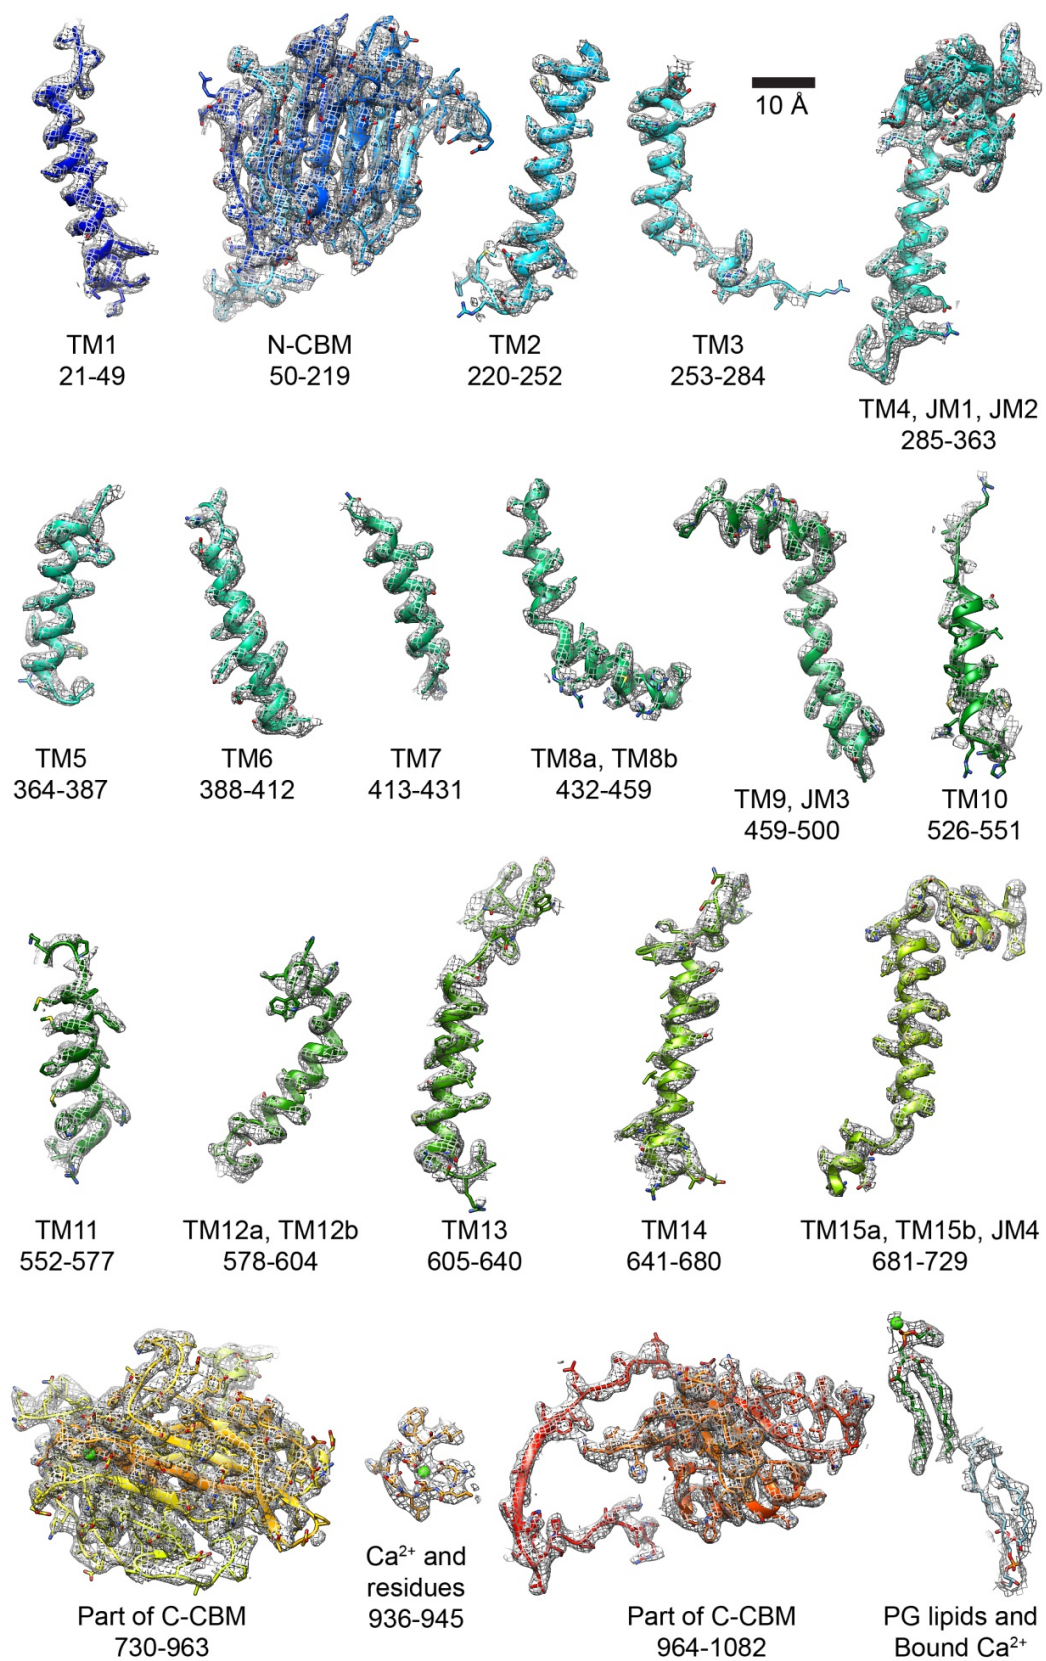 10 Å
TM1
21-49
N-CBM
50-219
TM2
220-252
TM3
253-284
TM4, JM1, JM2
285-363
TM5
364-387
TM6
388-412
TM7
413-431
TM8a, TM8b
432-459
TM9, JM3
459-500
TM10
526-551
TM11
552-577
TM12a, TM12b
578-604
TM13
605-640
TM14
641-680
TM15a, TM15b, JM4
681-729
Part of C-CBM
730-963
Ca²⁺ and
residues
936-945
Part of C-CBM
964-1082
PG lipids and
Bound Ca²⁺